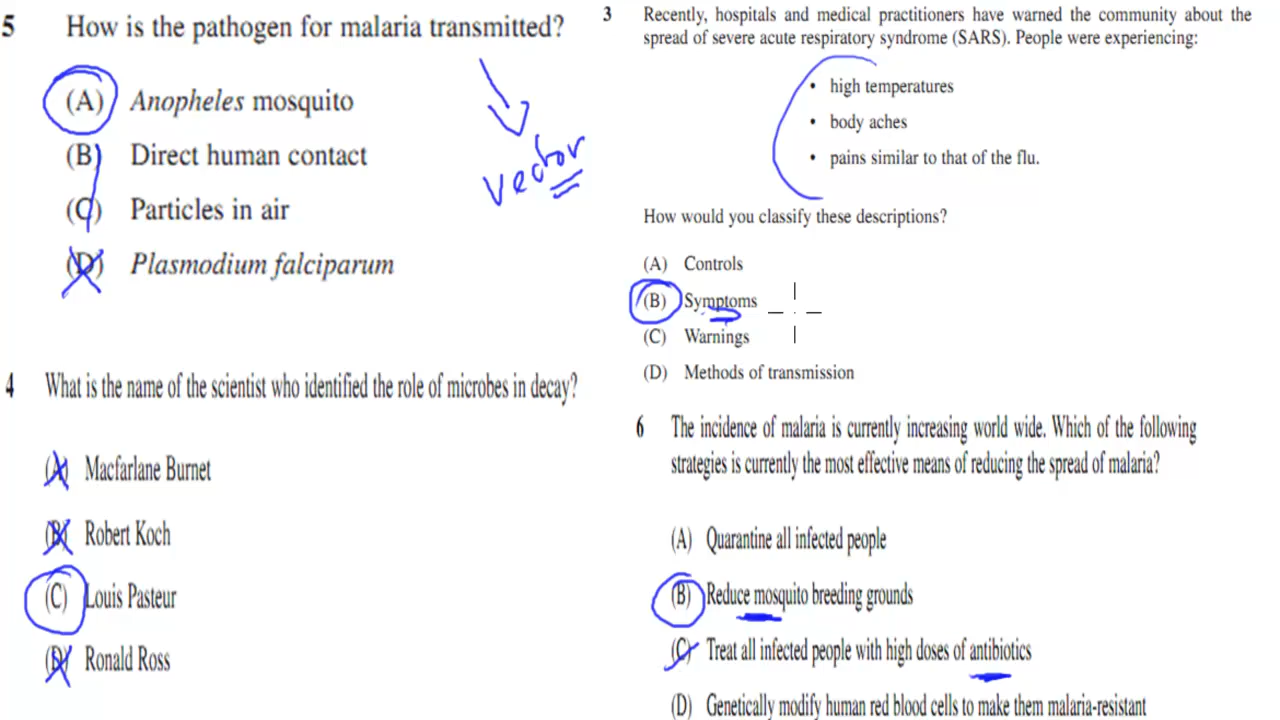 5 How is the pathogen for malaria transmitted?
(A) Anopheles mosquito
(B) Direct human contact
(C) Particles in air
(D) Plasmodium falciparum
vector
4 What is the name of the scientist who identified the role of microbes in decay?
(A) Macfarlane Burnet
(B) Robert Koch
(C) Louis Pasteur
(D) Ronald Ross
3 Recently, hospitals and medical practitioners have warned the community about the
spread of severe acute respiratory syndrome (SARS). People were experiencing:
• high temperatures
• body aches
• pains similar to that of the flu.
How would you classify these descriptions?
(A) Controls
(B) Symptoms
(C) Warnings
(D) Methods of transmission
6 The incidence of malaria is currently increasing world wide. Which of the following
strategies is currently the most effective means of reducing the spread of malaria?
(A) Quarantine all infected people
(B) Reduce mosquito breeding grounds
(C) Treat all infected people with high doses of antibiotics
(D) Genetically modify human red blood cells to make them malaria-resistant